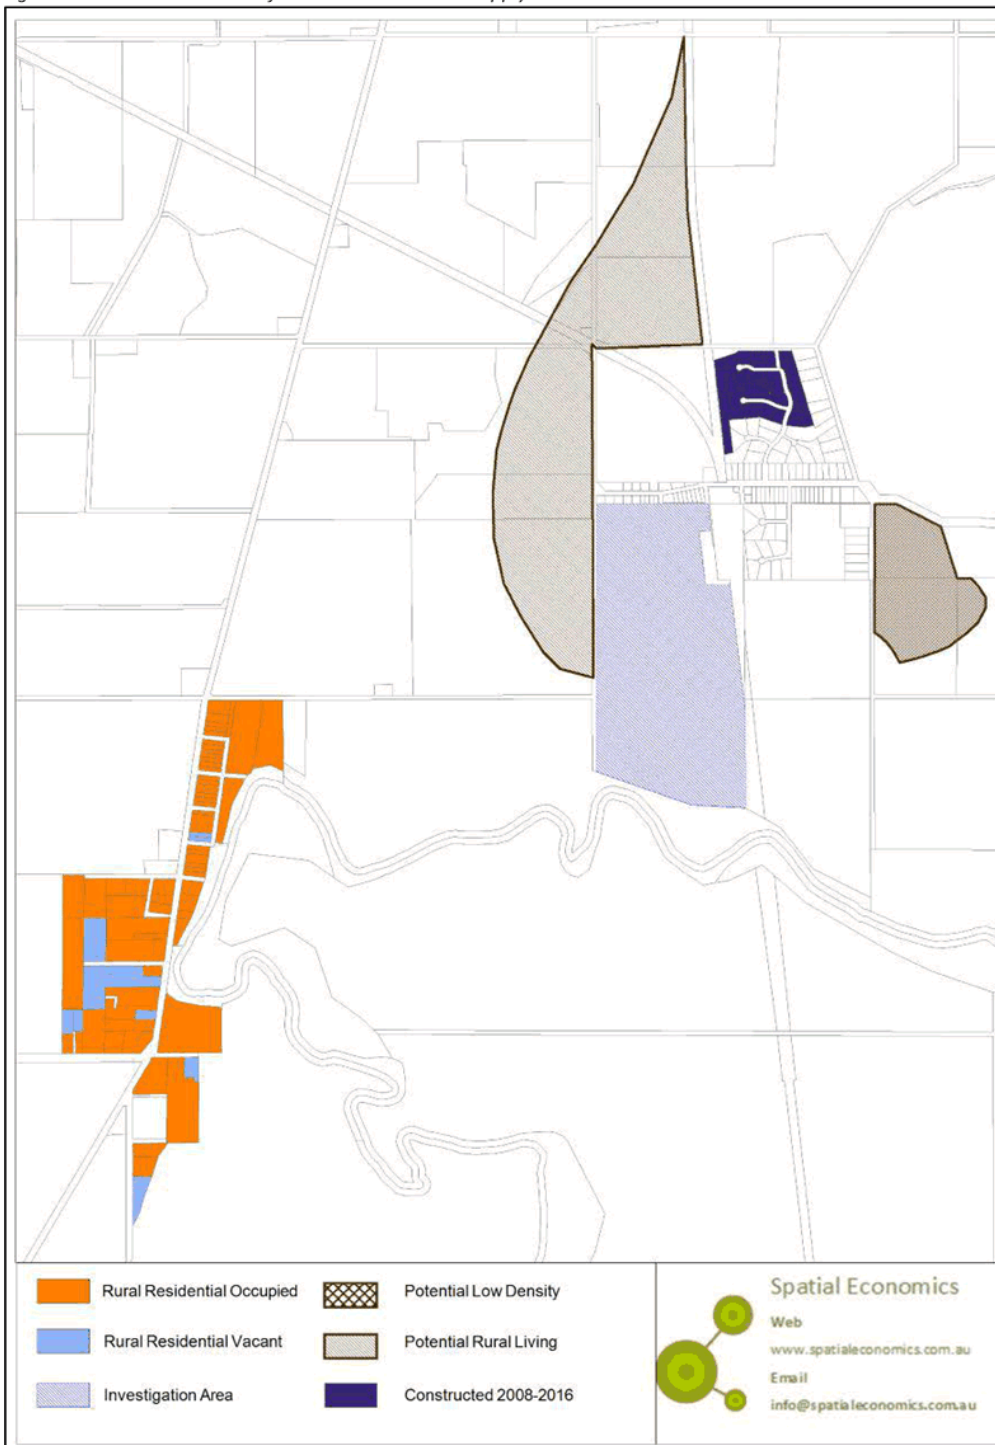 Rural Residential Occupied
Potential Low Density
Rural Residential Vacant
Potential Rural Living
Investigation Area
Constructed 2008-2016
Spatial Economics
Web
www.spatialeconomics.com.au
Email
info@spatialeconomics.com.au